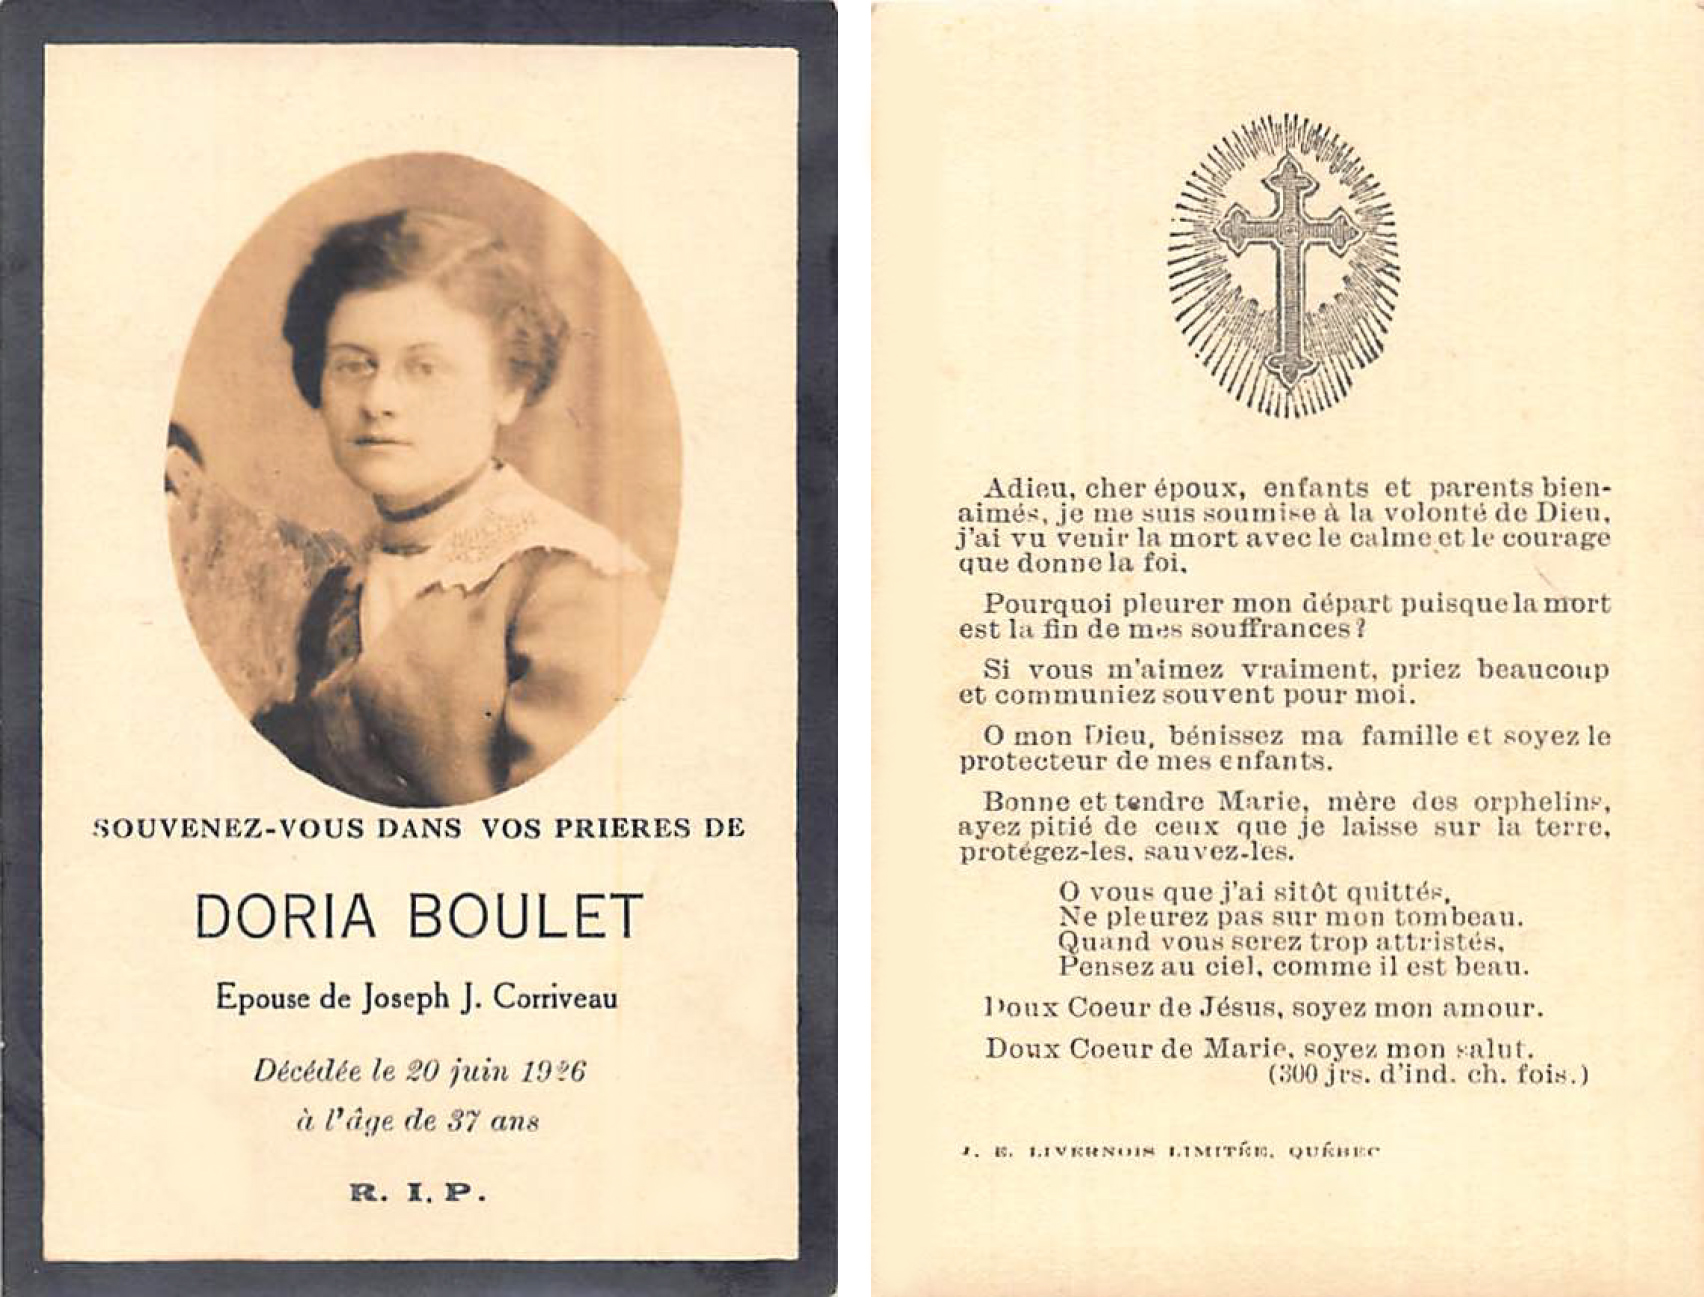 SOUVENEZ-VOUS DANS VOS PRIERES DE
DORIA BOULET
Epouse de Joseph J. Corriveau
Décédée le 20 juin 1926
à l'âge de 37 ans
R. I. P.
Adieu, cher époux, enfants et parents bien-
aimés, je me suis soumise à la volonté de Dieu,
j'ai vu venir la mort avec le calme et le courage
que donne la foi.
Pourquoi pleurer mon départ puisque la mort
est la fin de mes souffrances?
Si vous m'aimez vraiment, priez beaucoup
et communiez souvent pour moi.
O mon Dieu, bénissez ma famille et soyez le
protecteur de mes enfants.
Bonne et tendre Marie, mère des orphelins,
ayez pitié de ceux que je laisse sur la terre,
protégez-les, sauvez-les.
O vous que j'ai sitôt quittés,
Ne pleurez pas sur mon tombeau.
Quand vous serez trop attristés,
Pensez au ciel, comme il est beau.
Doux Coeur de Jésus, soyez mon amour.
Doux Coeur de Marie, soyez mon salut.
(300 jrs. d'ind. ch. fois.)
J. E. LIVERNOIS LIMITÉE, QUÉBEC